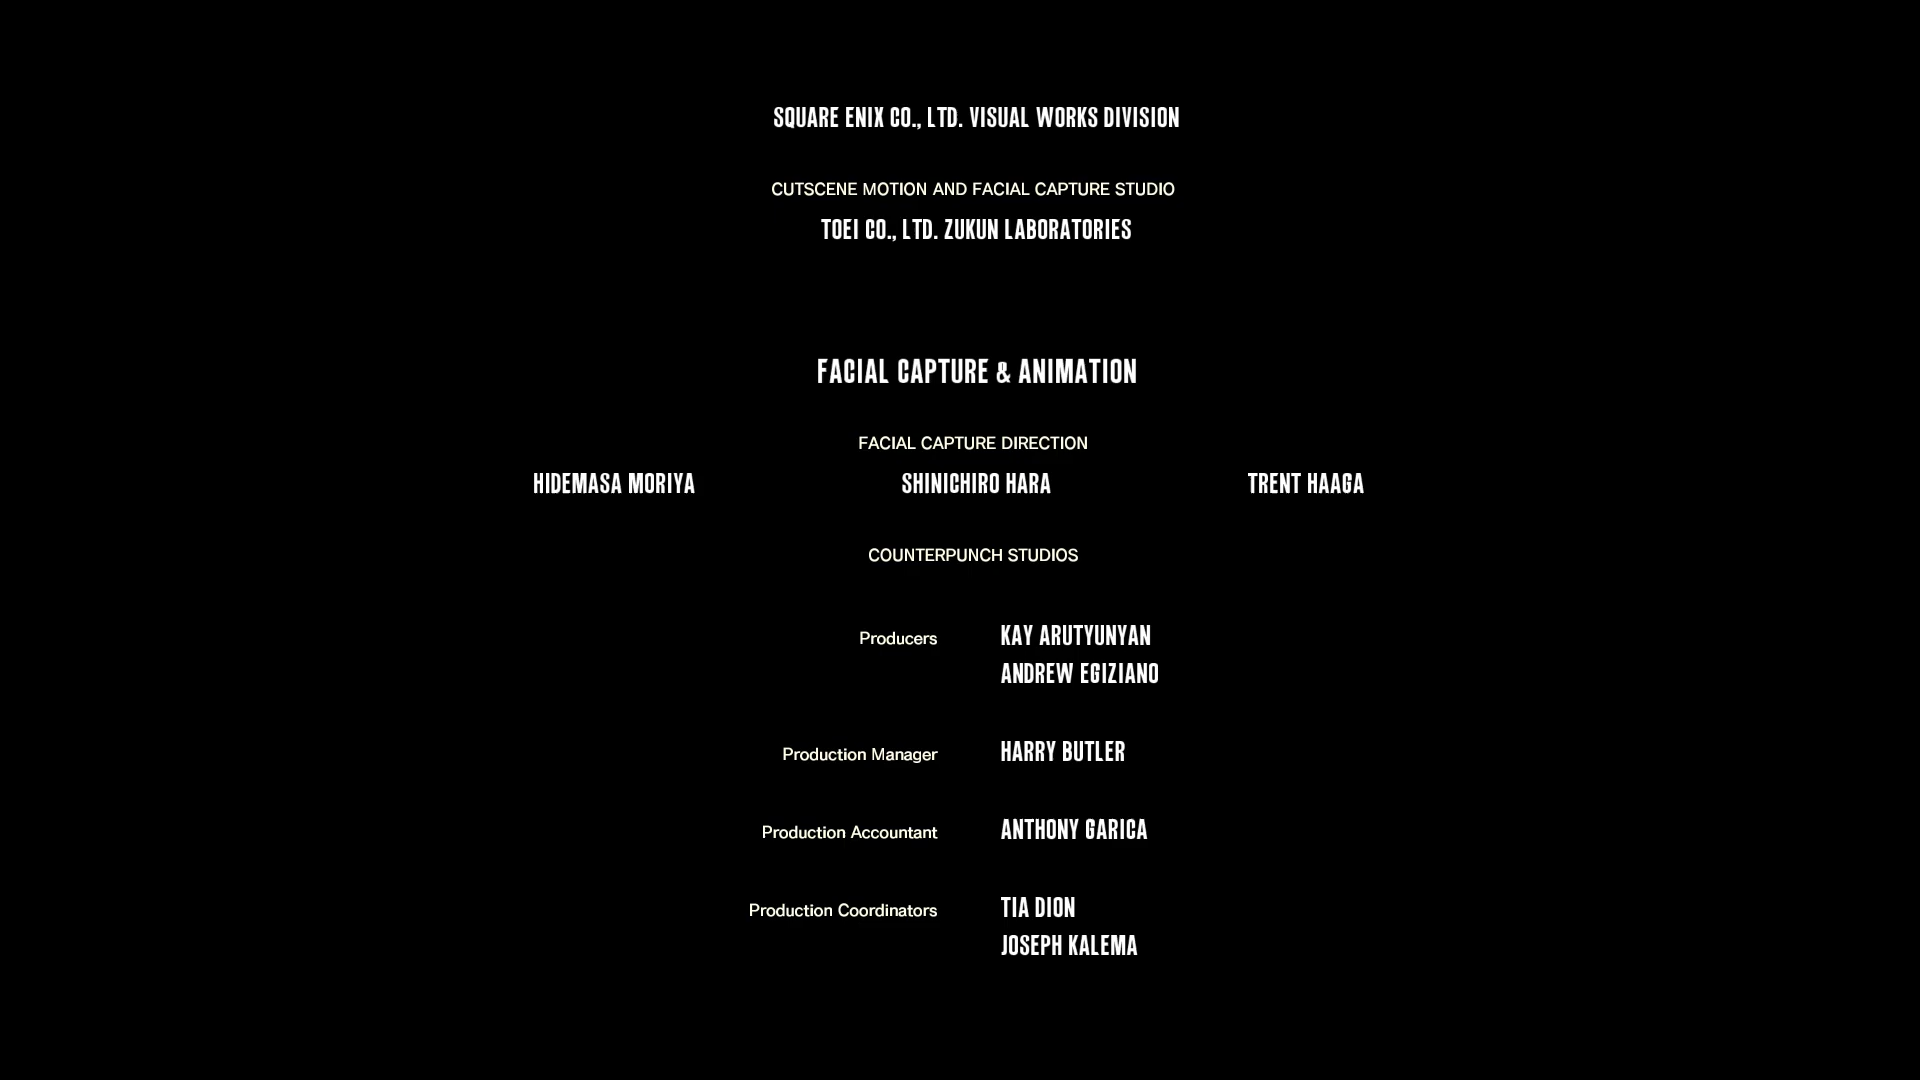 SQUARE ENIX CO., LTD. VISUAL WORKS DIVISION
CUTSCENE MOTION AND FACIAL CAPTURE STUDIO
TOEI CO., LTD. ZUKUN LABORATORIES
FACIAL CAPTURE & ANIMATION
FACIAL CAPTURE DIRECTION
HIDEMASA MORIYA SHINICHIRO HARA TRENT HAAGA
COUNTERPUNCH STUDIOS
Producers KAY ARUTYUNYAN
ANDREW EGIZIANO
Production Manager HARRY BUTLER
Production Accountant ANTHONY GARICA
Production Coordinators TIA DION
JOSEPH KALEMA